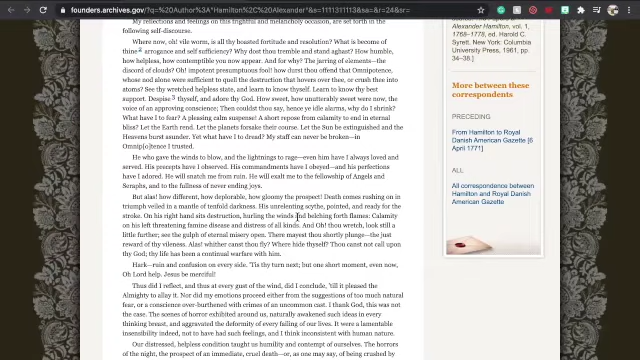 founders.archives.gov/?q=%20Author%3A"Hamilton%2C%20Alexander"&s=1111311113&sa=&r=24&sr=
My reflections and feelings on this frightful and melancholy occasion, are set forth in the
following self-discourse.
Where now, oh! vile worm, is all thy boasted fortitude and resolution? What is become of
thine 2 arrogance and self sufficiency? Why dost thou tremble and stand aghast? How humble,
how helpless, how contemptible you now appear. And for why? The jarring of elements—the
discord of clouds? Oh! impotent presumptuous fool! how durst thou offend that Omnipotence,
whose nod alone were sufficient to quell the destruction that hovers over thee, or crush thee into
atoms? See thy wretched helpless state, and learn to know thyself. Learn to know thy best
support. Despise 3 thyself, and adore thy God. How sweet, how unutterably sweet were now, the
voice of an approving conscience; Then couldst thou say, hence ye idle alarms, why do I shrink?
What have I to fear? A pleasing calm suspense! A short repose from calamity to end in eternal
bliss? Let the Earth rend. Let the planets forsake their course. Let the Sun be extinguished and the
Heavens burst asunder. Yet what have I to dread? My staff can never be broken—in
Omnip[o]tence I trusted.
He who gave the winds to blow, and the lightnings to rage—even him have I always loved and
served. His precepts have I observed. His commandments have I obeyed—and his perfections
have I adored. He will snatch me from ruin. He will exalt me to the fellowship of Angels and
Seraphs, and to the fullness of never ending joys.
But alas! how different, how deplorable, how gloomy the prospect! Death comes rushing on in
triumph veiled in a mantle of tenfold darkness. His unrelenting scythe, pointed, and ready for the
stroke. On his right hand sits destruction, hurling the winds and belching forth flames: Calamity
on his left threatening famine disease and distress of all kinds. And Oh! thou wretch, look still a
little further; see the gulph of eternal misery open. There mayest thou shortly plunge—the just
reward of thy vileness. Alas! whither canst thou fly? Where hide thyself? Thou canst not call upon
thy God; thy life has been a continual warfare with him.
Hark—ruin and confusion on every side. 'Tis thy turn next; but one short moment, even now,
Oh Lord help. Jesus be merciful!
Thus did I reflect, and thus at every gust of the wind, did I conclude, 'till it pleased the
Almighty to allay it. Nor did my emotions proceed either from the suggestions of too much natural
fear, or a conscience over-burthened with crimes of an uncommon cast. I thank God, this was not
the case. The scenes of horror exhibited around us, naturally awakened such ideas in every
thinking breast, and aggravated the deformity of every failing of our lives. It were a lamentable
insensibility indeed, not to have had such feelings, and I think inconsistent with human nature.
Our distressed, helpless condition taught us humility and contempt of ourselves. The horrors
of the night, the prospect of an immediate, cruel death—or, as one may say, of being crushed by
Alexander Hamilton, vol. 1,
1768–1778, ed. Harold C.
Syrett. New York: Columbia
University Press, pp.
34–38.]
More between these
correspondents
PRECEDING
From Hamilton to Royal
Danish American Gazette [6
April 1771]
ALL
All correspondence between
Hamilton and Royal Danish
American Gazette